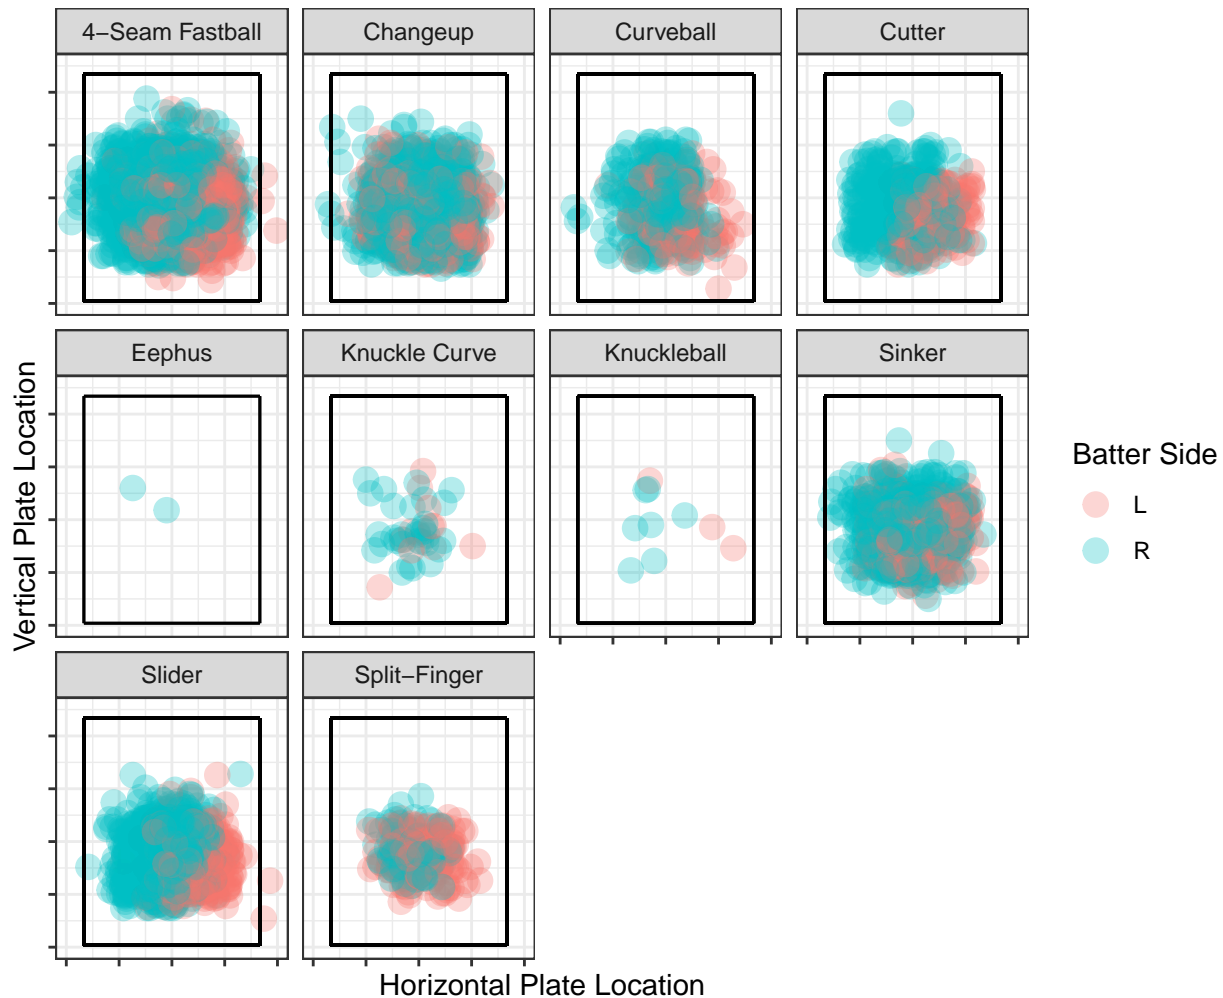 4−Seam Fastball
Changeup
Curveball
Cutter
Eephus
Knuckle Curve
Knuckleball
Sinker
Slider
Split−Finger
Vertical Plate Location
Horizontal Plate Location
Batter Side
L
R